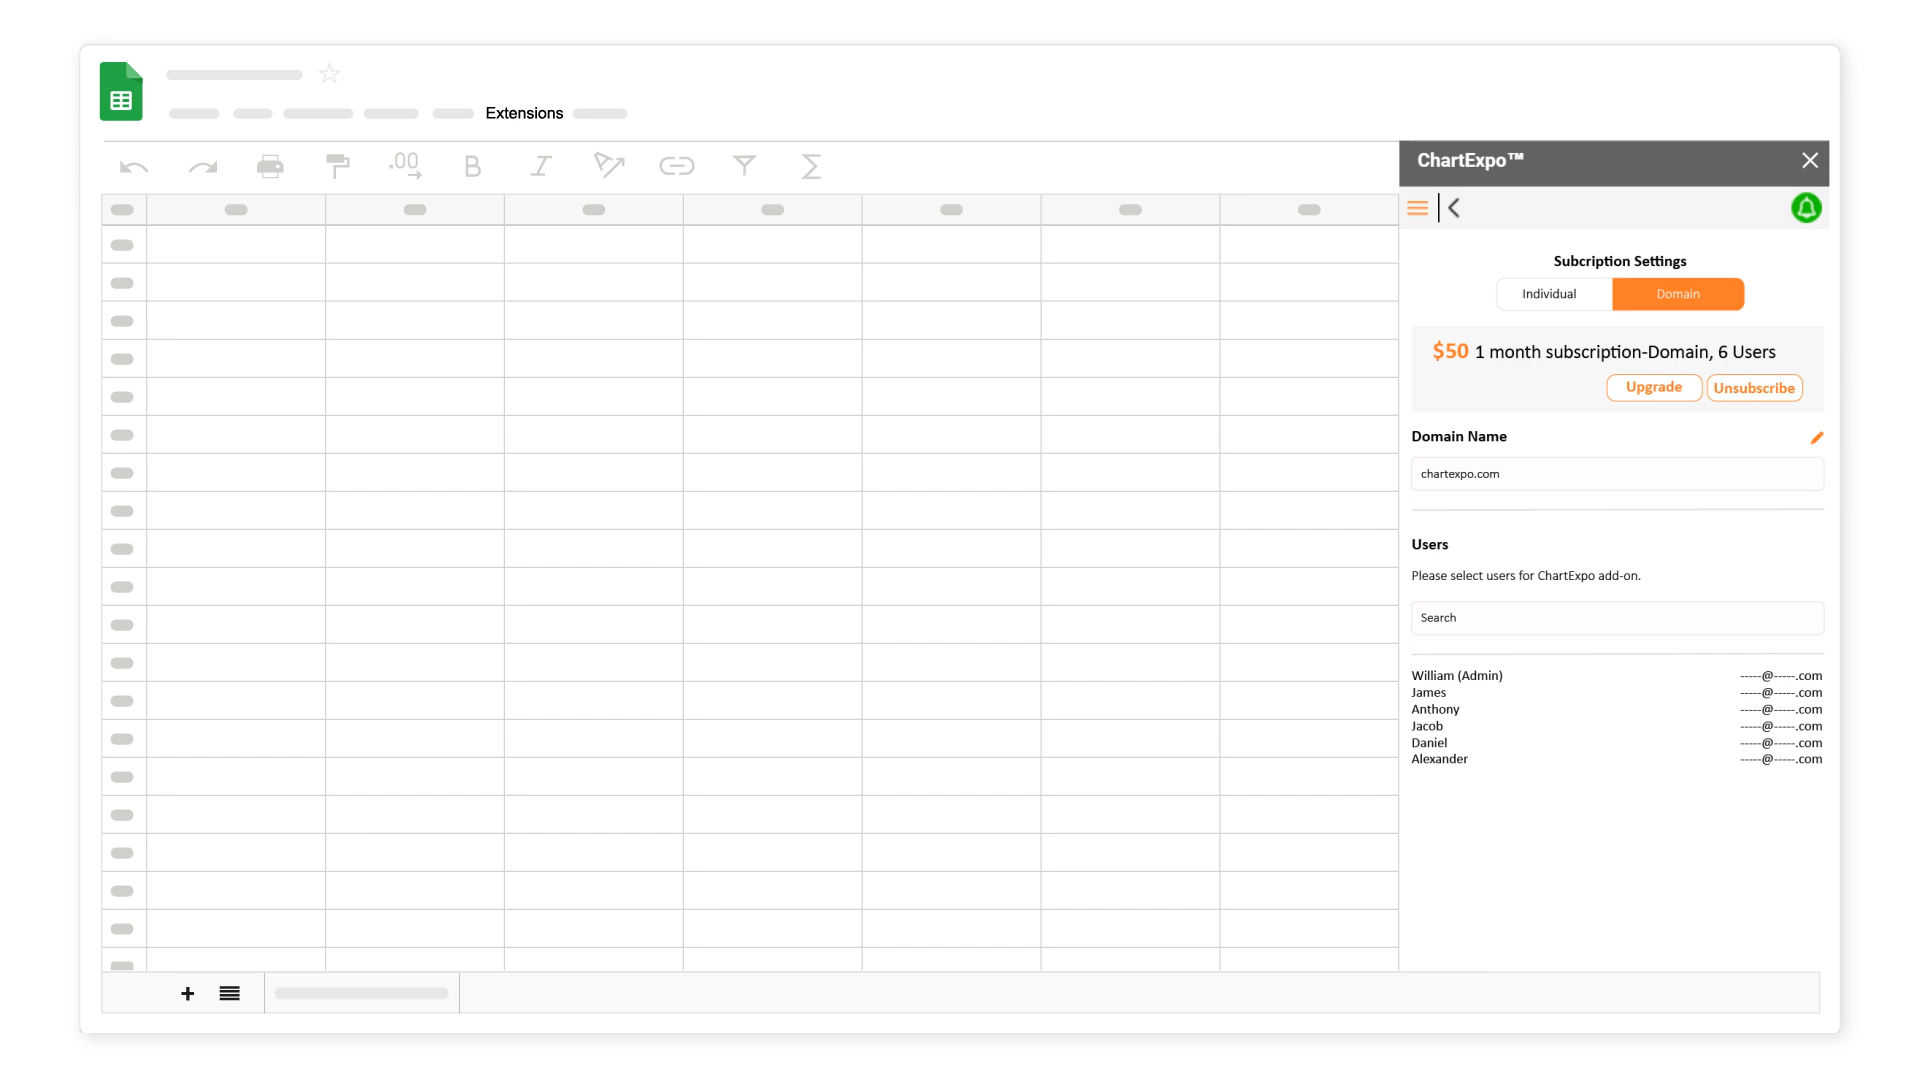 Extensions
.00
B
I
Σ
ChartExpo™
Subcription Settings
Individual
Domain
$50 1 month subscription-Domain, 6 Users
Upgrade
Unsubscribe
Domain Name
chartexpo.com
Users
Please select users for ChartExpo add-on.
Search
William (Admin) -----@-----.com
James -----@-----.com
Anthony -----@-----.com
Jacob -----@-----.com
Daniel -----@-----.com
Alexander -----@-----.com